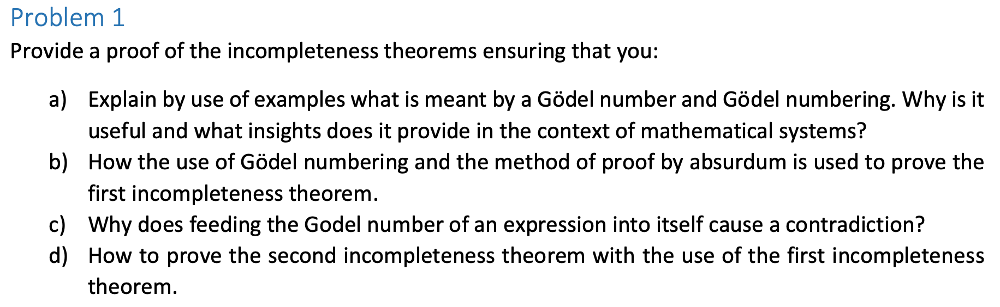 Problem 1
Provide a proof of the incompleteness theorems ensuring that you:
a) Explain by use of examples what is meant by a Gödel number and Gödel numbering. Why is it
useful and what insights does it provide in the context of mathematical systems?
b) How the use of Gödel numbering and the method of proof by absurdum is used to prove the
first incompleteness theorem.
c) Why does feeding the Godel number of an expression into itself cause a contradiction?
d) How to prove the second incompleteness theorem with the use of the first incompleteness
theorem.